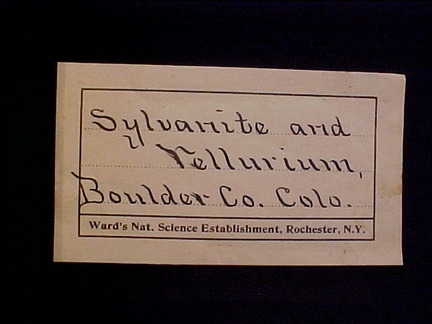 Sylvanite and
Tellurium,
Boulder Co. Colo.
Ward's Nat. Science Establishment, Rochester, N.Y.